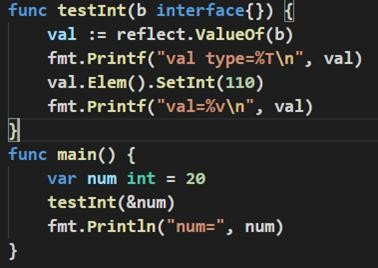 func testInt(b interface{}) {
    val := reflect.ValueOf(b)
    fmt.Printf("val type=%T\n", val)
    val.Elem().SetInt(110)
    fmt.Printf("val=%v\n", val)
}
func main() {
    var num int = 20
    testInt(&num)
    fmt.Println("num=", num)
}